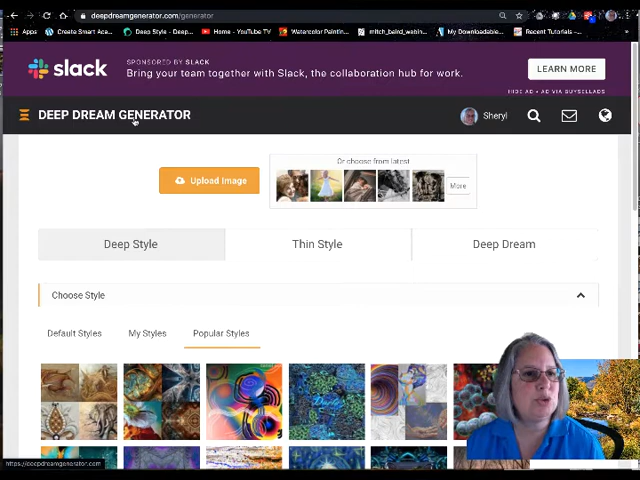 deepdreamgenerator.com/generator
Apps
Create Smart Aca...
Deep Style - Deep...
Home - YouTube TV
Watercolor Paintin...
mitch_baird_webin...
My Downloadable...
Recent Tutorials –...
slack
SPONSORED BY SLACK
Bring your team together with Slack, the collaboration hub for work.
LEARN MORE
HIDE AD • AD VIA BUYSELLADS
DEEP DREAM GENERATOR
Sheryl
Upload Image
Or choose from latest
More
Deep Style
Thin Style
Deep Dream
Choose Style
Default Styles
My Styles
Popular Styles
https://deepdreamgenerator.com